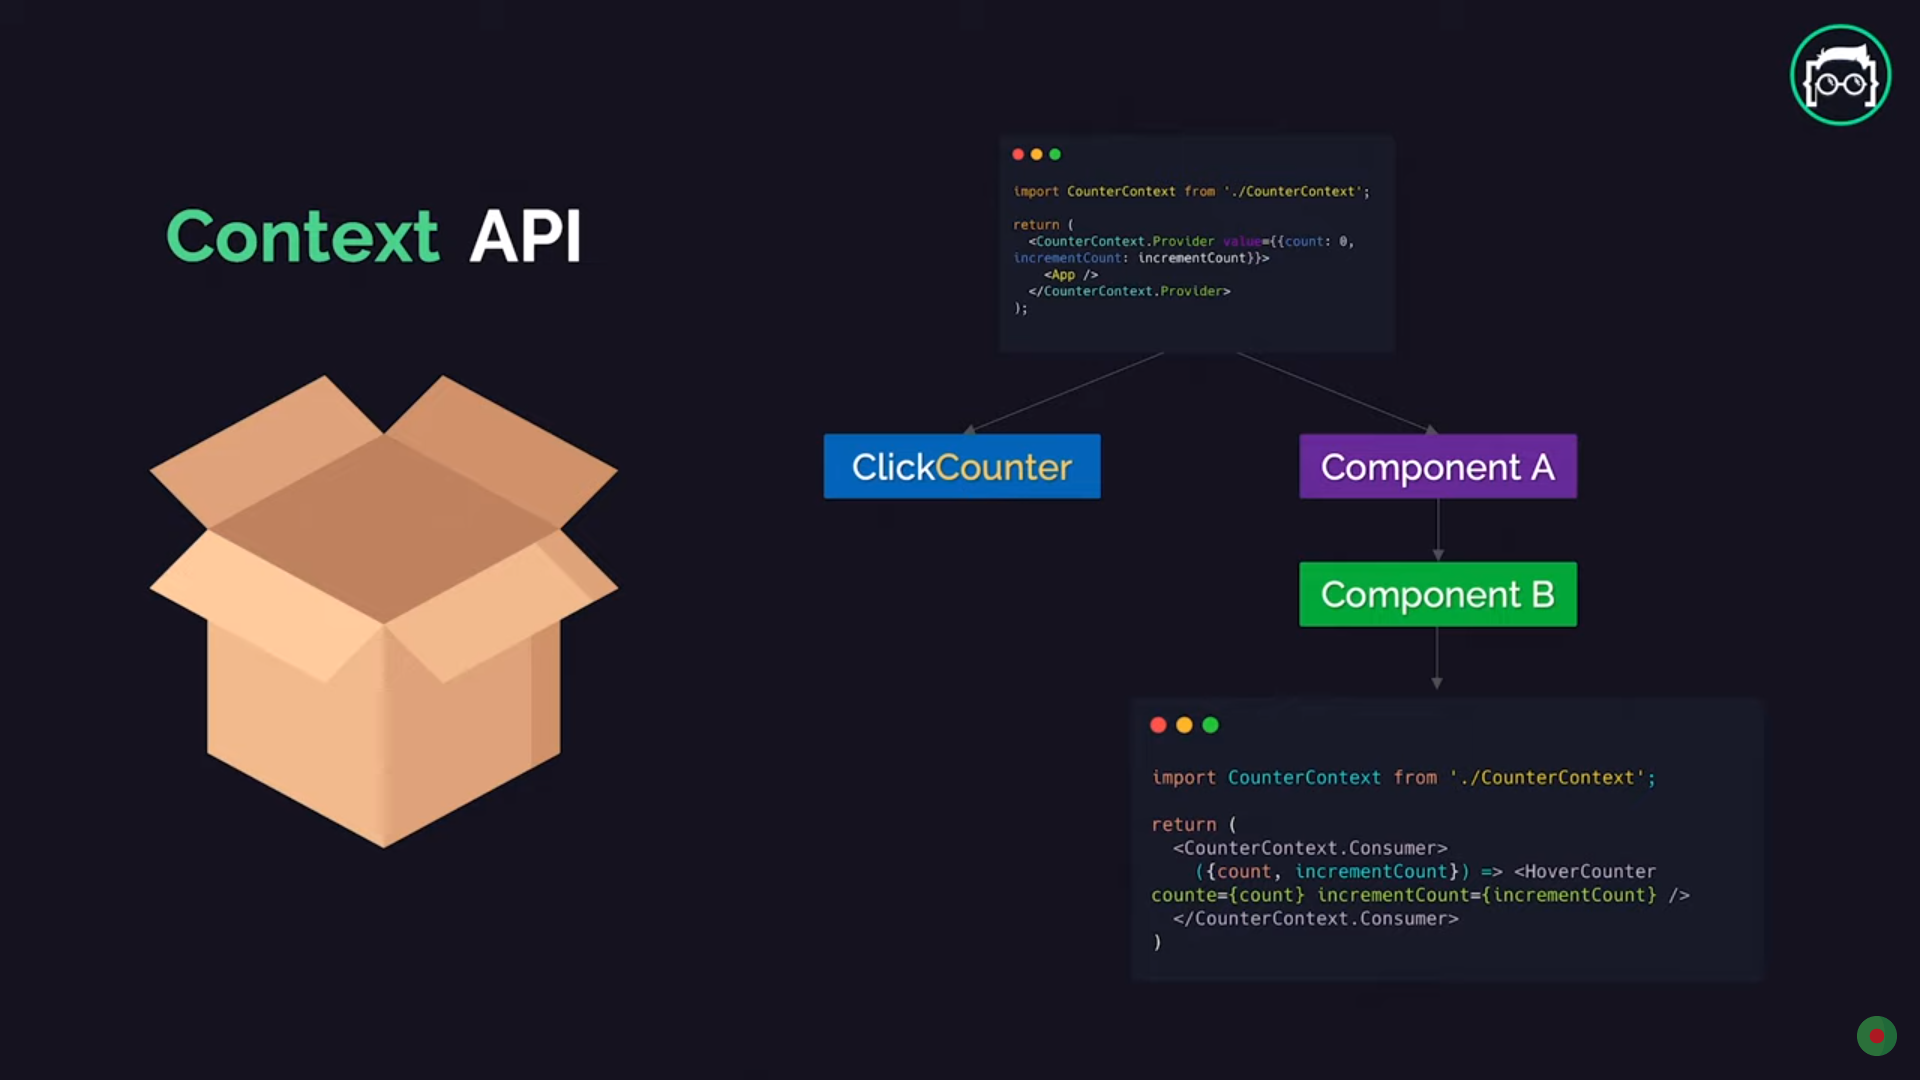 Context API
import CounterContext from './CounterContext';
return (
<CounterContext.Provider value={{count: 0,
incrementCount: incrementCount}}>
<App />
</CounterContext.Provider>
);
ClickCounter
Component A
Component B
import CounterContext from './CounterContext';
return (
<CounterContext.Consumer>
({count, incrementCount}) => <HoverCounter
counte={count} incrementCount={incrementCount} />
</CounterContext.Consumer>
)